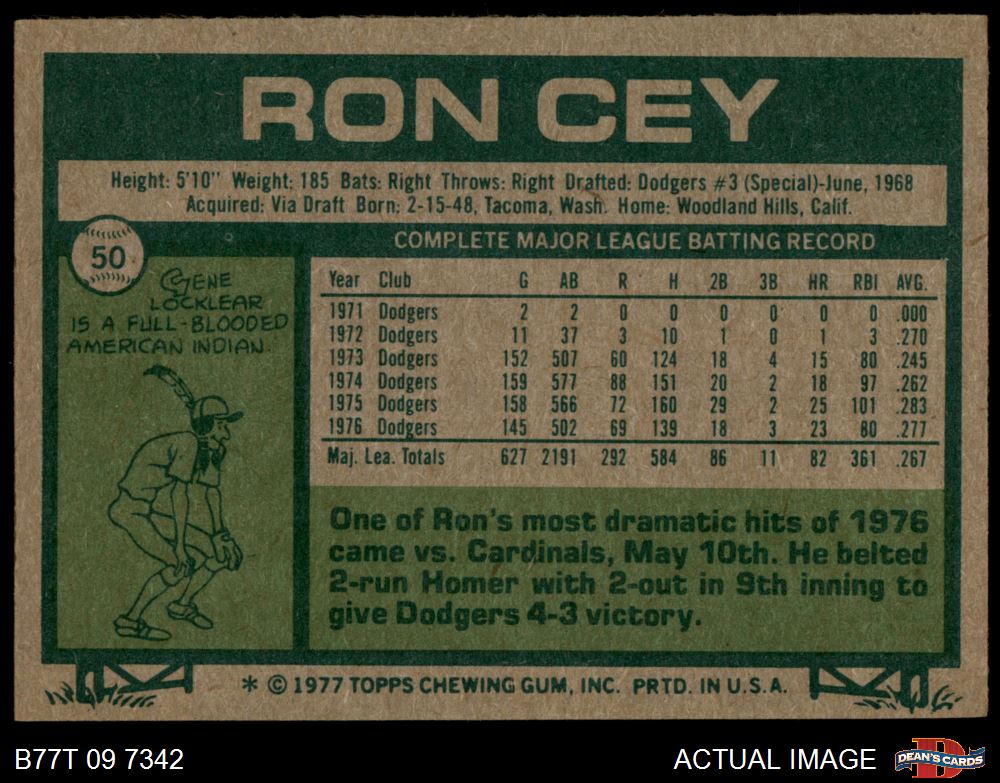 RON CEY
Height: 5'10" Weight: 185 Bats: Right Throws: Right Drafted: Dodgers #3 (Special)-June, 1968
Acquired: Via Draft Born: 2-15-48, Tacoma, Wash. Home: Woodland Hills, Calif.
50
GENE
LOCKLEAR
IS A FULL-BLOODED
AMERICAN INDIAN.
COMPLETE MAJOR LEAGUE BATTING RECORD
Year Club G AB R H 2B 3B HR RBI AVG.
1971 Dodgers 2 2 0 0 0 0 0 0 .000
1972 Dodgers 11 37 3 10 1 0 1 3 .270
1973 Dodgers 152 507 60 124 18 4 15 80 .245
1974 Dodgers 159 577 88 151 20 2 18 97 .262
1975 Dodgers 158 566 72 160 29 2 25 101 .283
1976 Dodgers 145 502 69 139 18 3 23 80 .277
Maj. Lea. Totals 627 2191 292 584 86 11 82 361 .267
One of Ron's most dramatic hits of 1976
came vs. Cardinals, May 10th. He belted
2-run Homer with 2-out in 9th inning to
give Dodgers 4-3 victory.
* © 1977 TOPPS CHEWING GUM, INC. PRTD. IN U.S.A.
B77T 09 7342
ACTUAL IMAGE
DEAN'S CARDS